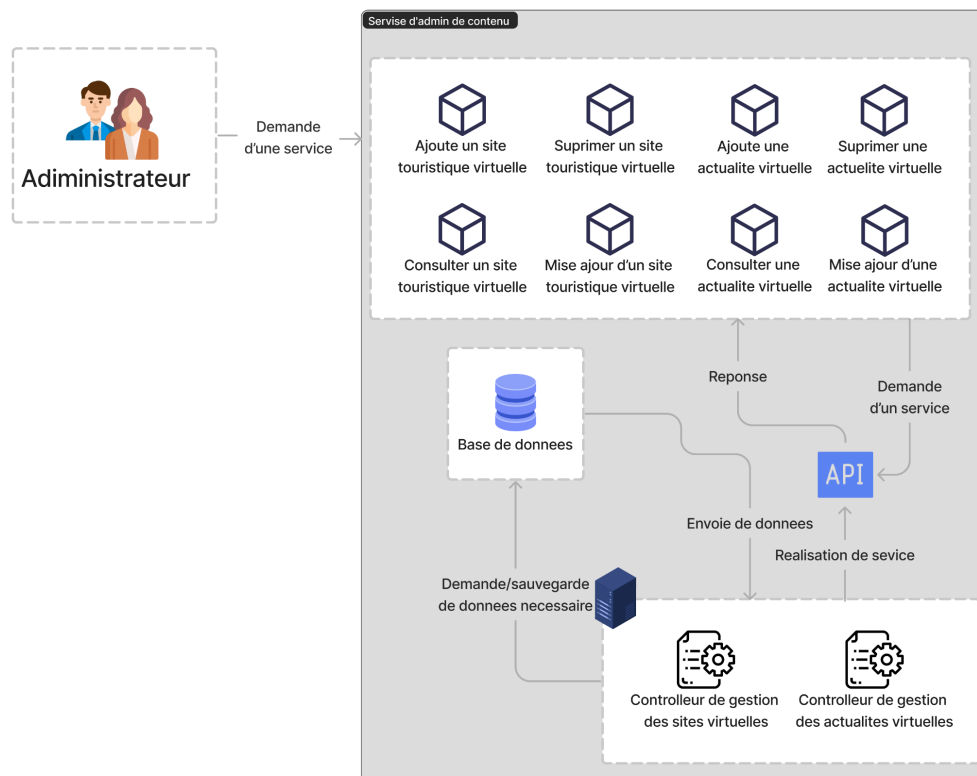 Servise d'admin de contenu
Adiministrateur
Demande
d'une service
Ajoute un site
touristique virtuelle
Suprimer un site
touristique virtuelle
Ajoute une
actualite virtuelle
Suprimer une
actualite virtuelle
Consulter un site
touristique virtuelle
Mise ajour d'un site
touristique virtuelle
Consulter une
actualite virtuelle
Mise ajour d'une
actualite virtuelle
Reponse
Demande
d'un service
Base de donnees
API
Envoie de donnees
Realisation de sevice
Demande/sauvegarde
de donnees necessaire
Controlleur de gestion
des sites virtuelles
Controlleur de gestion
des actualites virtuelles